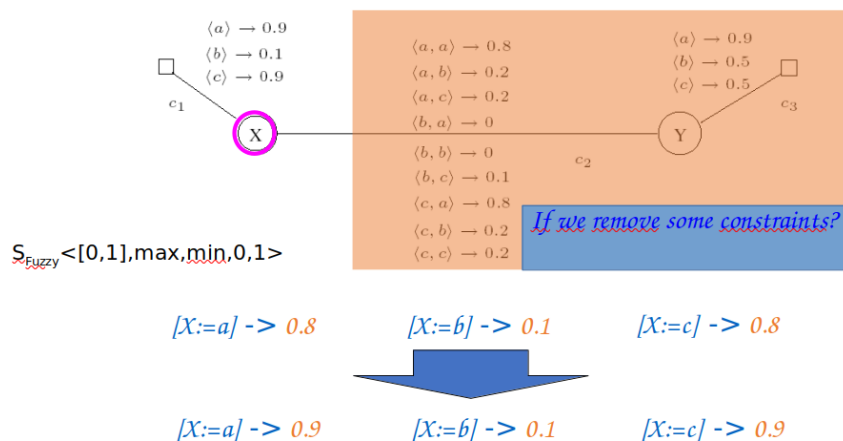 ⟨a⟩ → 0.9
⟨b⟩ → 0.1
⟨c⟩ → 0.9
c₁
X
⟨a, a⟩ → 0.8
⟨a, b⟩ → 0.2
⟨a, c⟩ → 0.2
⟨b, a⟩ → 0
⟨b, b⟩ → 0
⟨b, c⟩ → 0.1
⟨c, a⟩ → 0.8
⟨c, b⟩ → 0.2
⟨c, c⟩ → 0.2
c₂
⟨a⟩ → 0.9
⟨b⟩ → 0.5
⟨c⟩ → 0.5
c₃
Y
If we remove some constraints?
S_Fuzzy<[0,1],max,min,0,1>
[X:=a] -> 0.8 [X:=b] -> 0.1 [X:=c] -> 0.8
[X:=a] -> 0.9 [X:=b] -> 0.1 [X:=c] -> 0.9